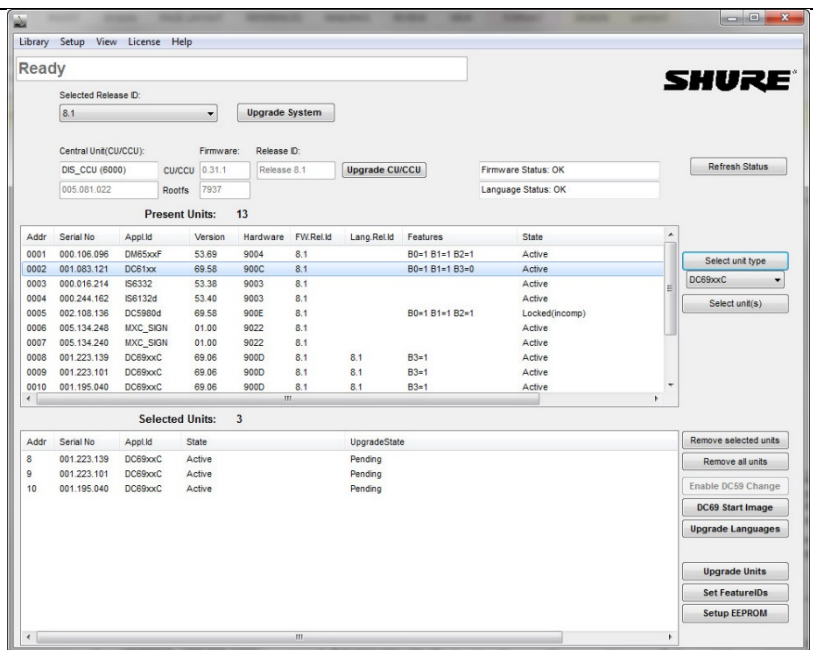 Library Setup View License Help
Ready
SHURE
Selected Release ID:
8.1 Upgrade System
Central Unit(CU/CCU): Firmware: Release ID:
DIS_CCU (6000) CU/CCU 0.31.1 Release 8.1 Upgrade CU/CCU Firmware Status: OK Refresh Status
005.081.022 Rootfs 7937 Language Status: OK
Present Units: 13
Addr Serial No Appl.Id Version Hardware FW.Rel.Id Lang.Rel.Id Features State
0001 000.106.096 DM65xxF 53.69 9004 8.1 B0=1 B1=1 B2=1 Active
0002 001.083.121 DC61xx 69.58 900C 8.1 B0=1 B1=1 B3=0 Active
0003 000.016.214 IS6332 53.38 9003 8.1 Active
0004 000.244.162 IS6132d 53.40 9003 8.1 Active
0005 002.108.136 DC5980d 69.58 900E 8.1 B0=1 B1=1 B2=1 Locked(incomp)
0006 005.134.248 MXC_SIGN 01.00 9022 8.1 Active
0007 005.134.240 MXC_SIGN 01.00 9022 8.1 Active
0008 001.223.139 DC69xxC 69.06 900D 8.1 8.1 B3=1 Active
0009 001.223.101 DC69xxC 69.06 900D 8.1 8.1 B3=1 Active
0010 001.195.040 DC69xxC 69.06 900D 8.1 8.1 B3=1 Active
Select unit type
DC69xxC
Select unit(s)
Selected Units: 3
Addr Serial No Appl.Id State UpgradeState
8 001.223.139 DC69xxC Active Pending
9 001.223.101 DC69xxC Active Pending
10 001.195.040 DC69xxC Active Pending
Remove selected units
Remove all units
Enable DC59 Change
DC69 Start Image
Upgrade Languages
Upgrade Units
Set FeatureIDs
Setup EEPROM